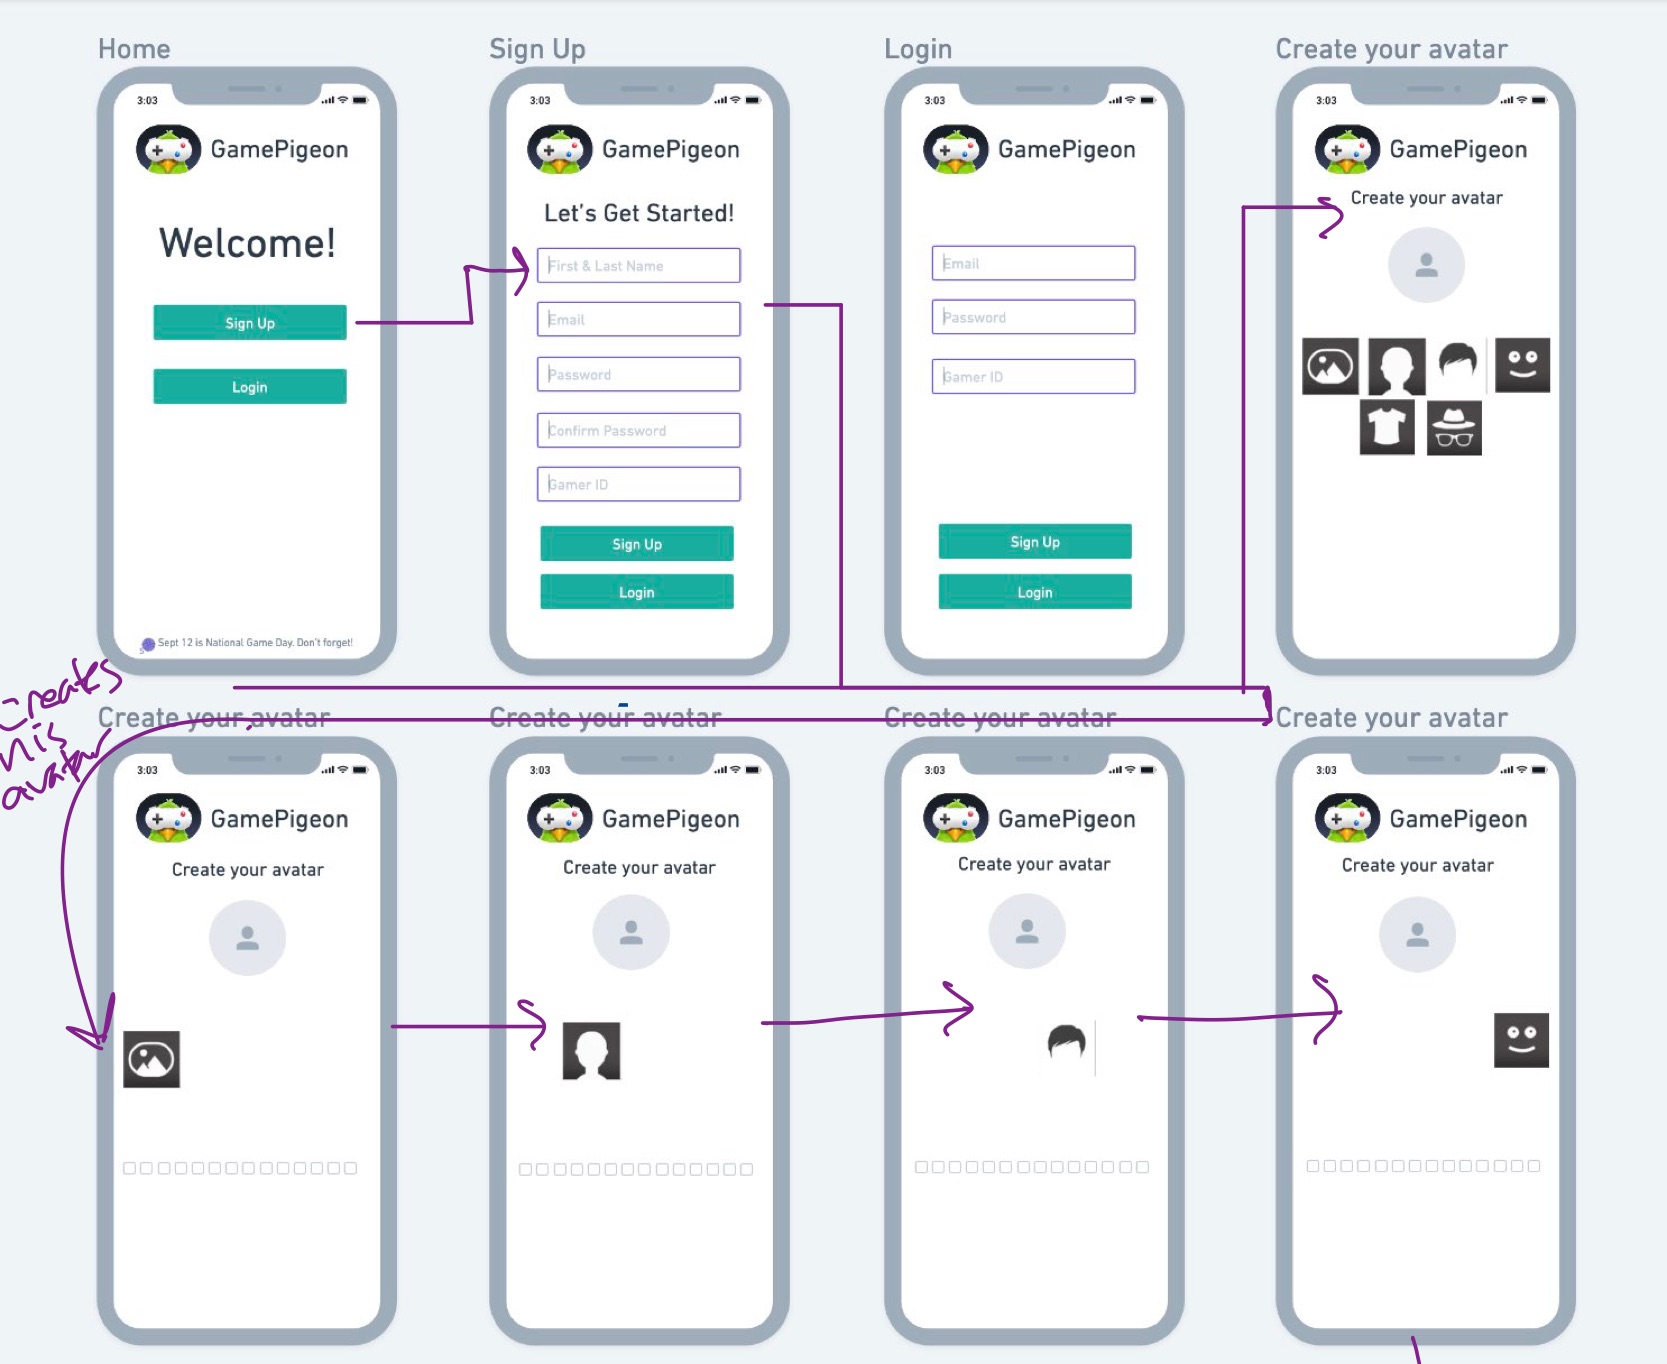 Home
3:03
GamePigeon
Welcome!
Sign Up
Login
Sept 12 is National Game Day. Don't forget!
Sign Up
3:03
GamePigeon
Let's Get Started!
First & Last Name
Email
Password
Confirm Password
Gamer ID
Sign Up
Login
Login
3:03
GamePigeon
Email
Password
Gamer ID
Sign Up
Login
Create your avatar
3:03
GamePigeon
Create your avatar
Creats
his
avatar
Create your avatar
3:03
GamePigeon
Create your avatar
Create your avatar
3:03
GamePigeon
Create your avatar
Create your avatar
3:03
GamePigeon
Create your avatar
Create your avatar
3:03
GamePigeon
Create your avatar